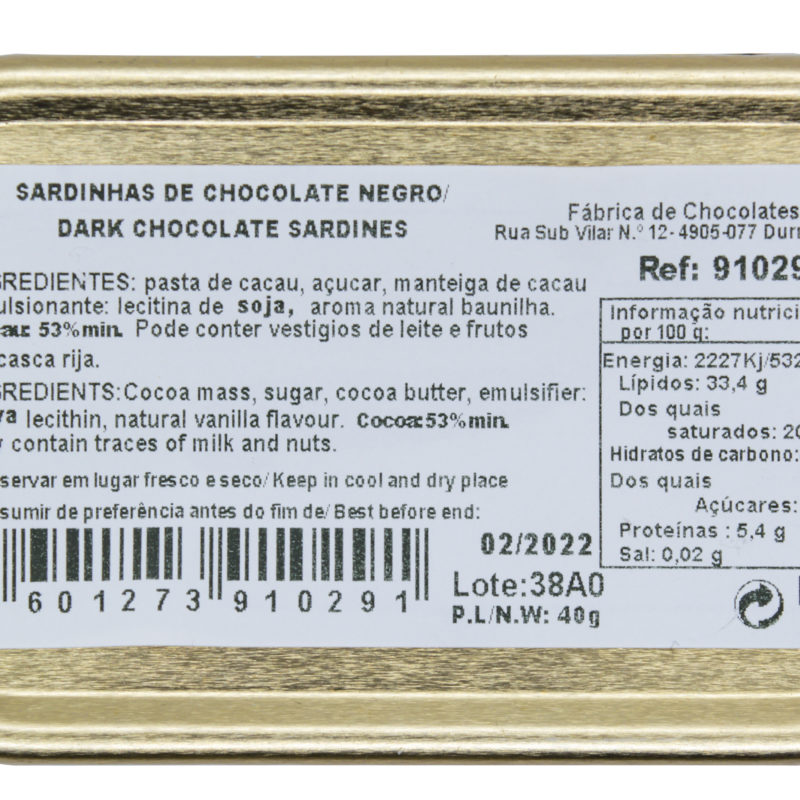 SARDINHAS DE CHOCOLATE NEGRO/
DARK CHOCOLATE SARDINES
GREDIENTES: pasta de cacau, açucar, manteiga de cacau
ulsionante: lecitina de soja, aroma natural baunilha.
53%min. Pode conter vestigios de leite e frutos
casca rija.
GREDIENTS:Cocoa mass, sugar, cocoa butter, emulsifier:
ya lecithin, natural vanilla flavour. Cocoa:53%min.
contain traces of milk and nuts.
servar em lugar fresco e seco/ Keep in cool and dry place
sumir de preferência antes do fim de/ Best before end:
02/2022
601273 910291
Lote:38A0
P.L/N.W: 40g
Fábrica de Chocolates
Rua Sub Vilar N.º 12- 4905-077 Durr
Ref: 91029
Informação nutrici
por 100 g:
Energia: 2227Kj/532
Lípidos: 33,4 g
Dos quais
saturados: 20
Hidratos de carbono:
Dos quais
Açúcares:
Proteínas : 5,4 g
Sal: 0,02 g